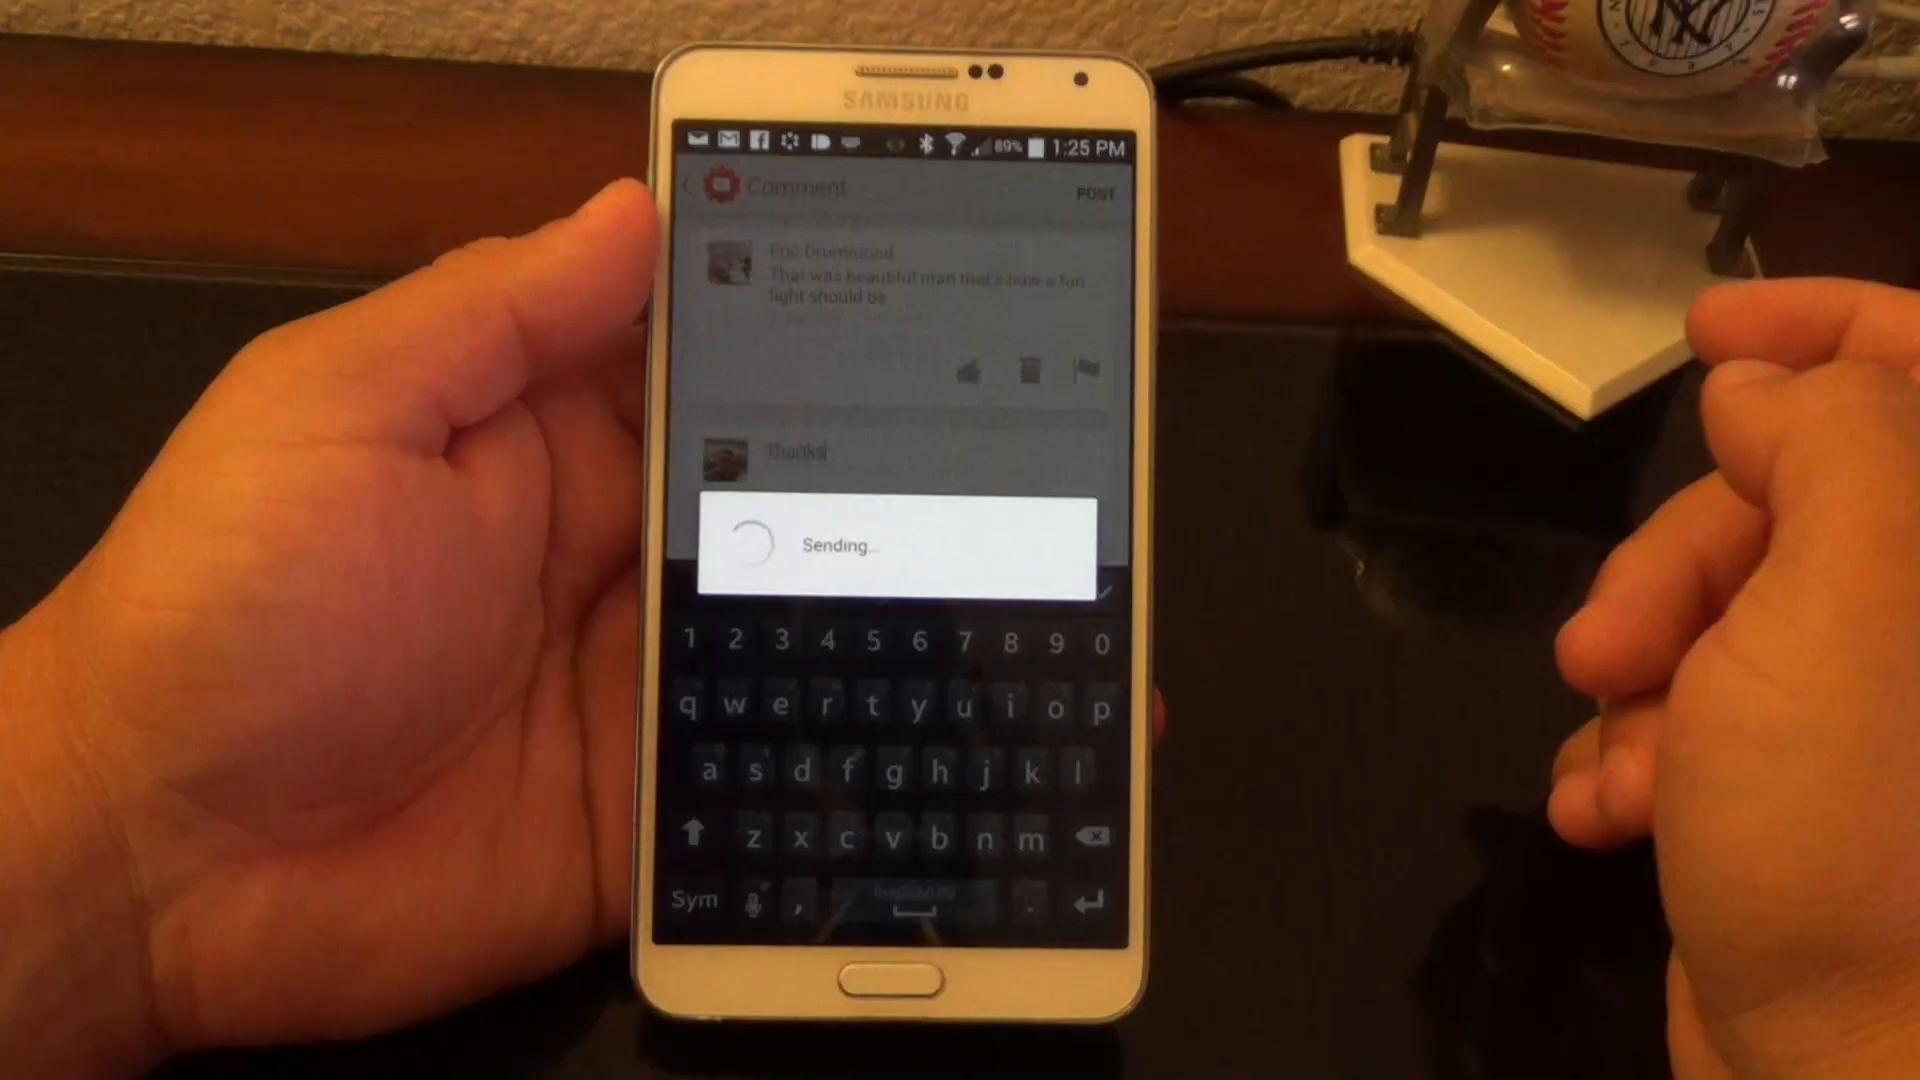 SAMSUNG
89% 1:25 PM
Comment
POST
Eric Drummond
That was beautiful man that's how a fun
fight should be
Thanks
Sending...
1 2 3 4 5 6 7 8 9 0
q w e r t y u i o p
a s d f g h j k l
z x c v b n m
Sym , .
NY